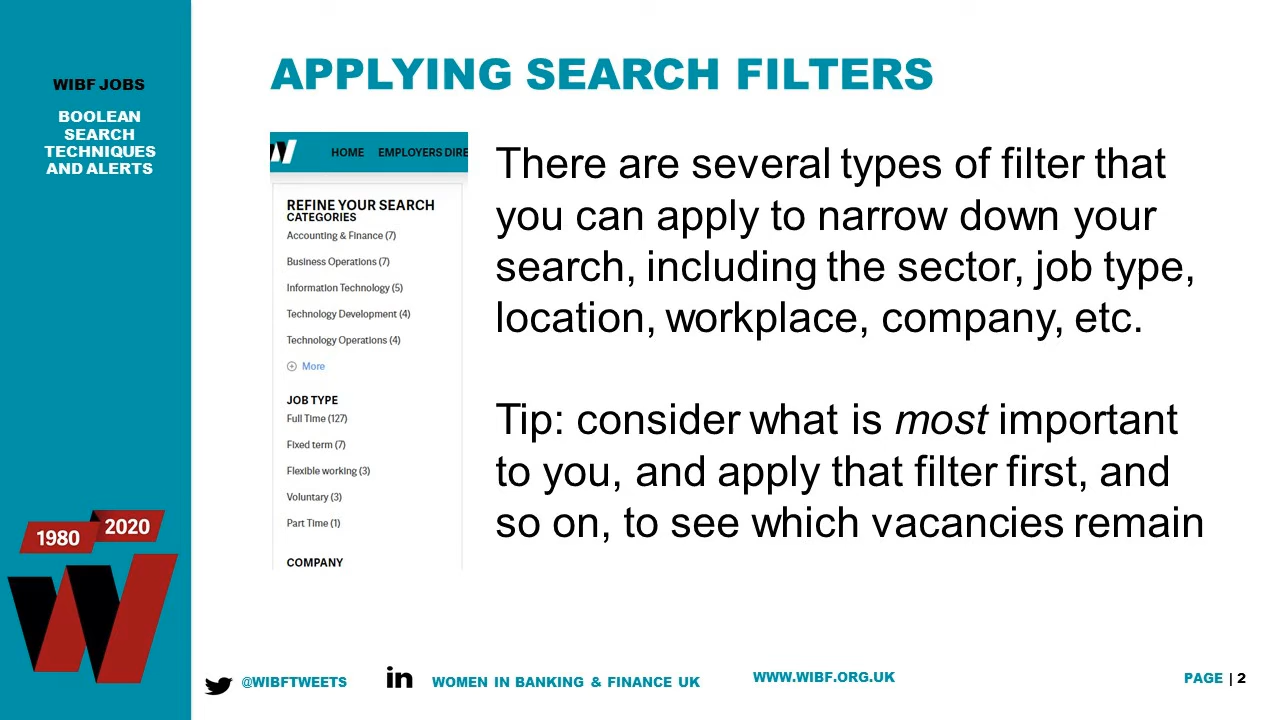 WIBF JOBS
BOOLEAN
SEARCH
TECHNIQUES
AND ALERTS
1980
2020
APPLYING SEARCH FILTERS
HOME EMPLOYERS DIRE
REFINE YOUR SEARCH
CATEGORIES
Accounting & Finance (7)
Business Operations (7)
Information Technology (5)
Technology Development (4)
Technology Operations (4)
More
JOB TYPE
Full Time (127)
Fixed term (7)
Flexible working (3)
Voluntary (3)
Part Time (1)
COMPANY
There are several types of filter that
you can apply to narrow down your
search, including the sector, job type,
location, workplace, company, etc.
Tip: consider what is most important
to you, and apply that filter first, and
so on, to see which vacancies remain
@WIBFTWEETS
in
WOMEN IN BANKING & FINANCE UK
WWW.WIBF.ORG.UK
PAGE | 2